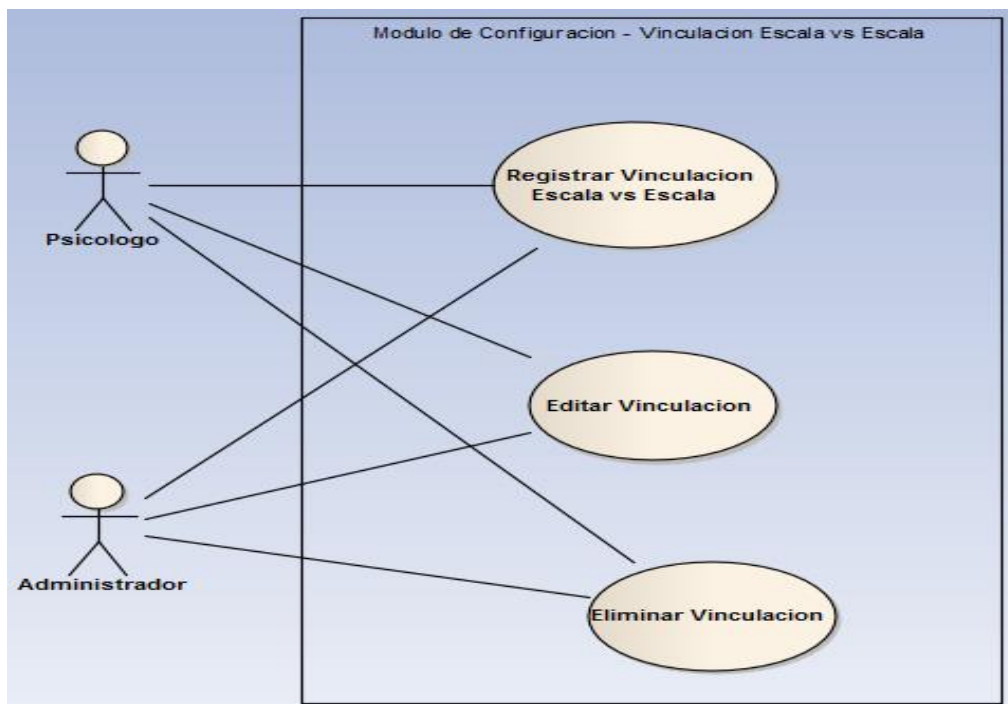 Modulo de Configuracion - Vinculacion Escala vs Escala
Registrar Vinculacion
Escala vs Escala
Psicologo
Editar Vinculacion
Administrador
Eliminar Vinculacion